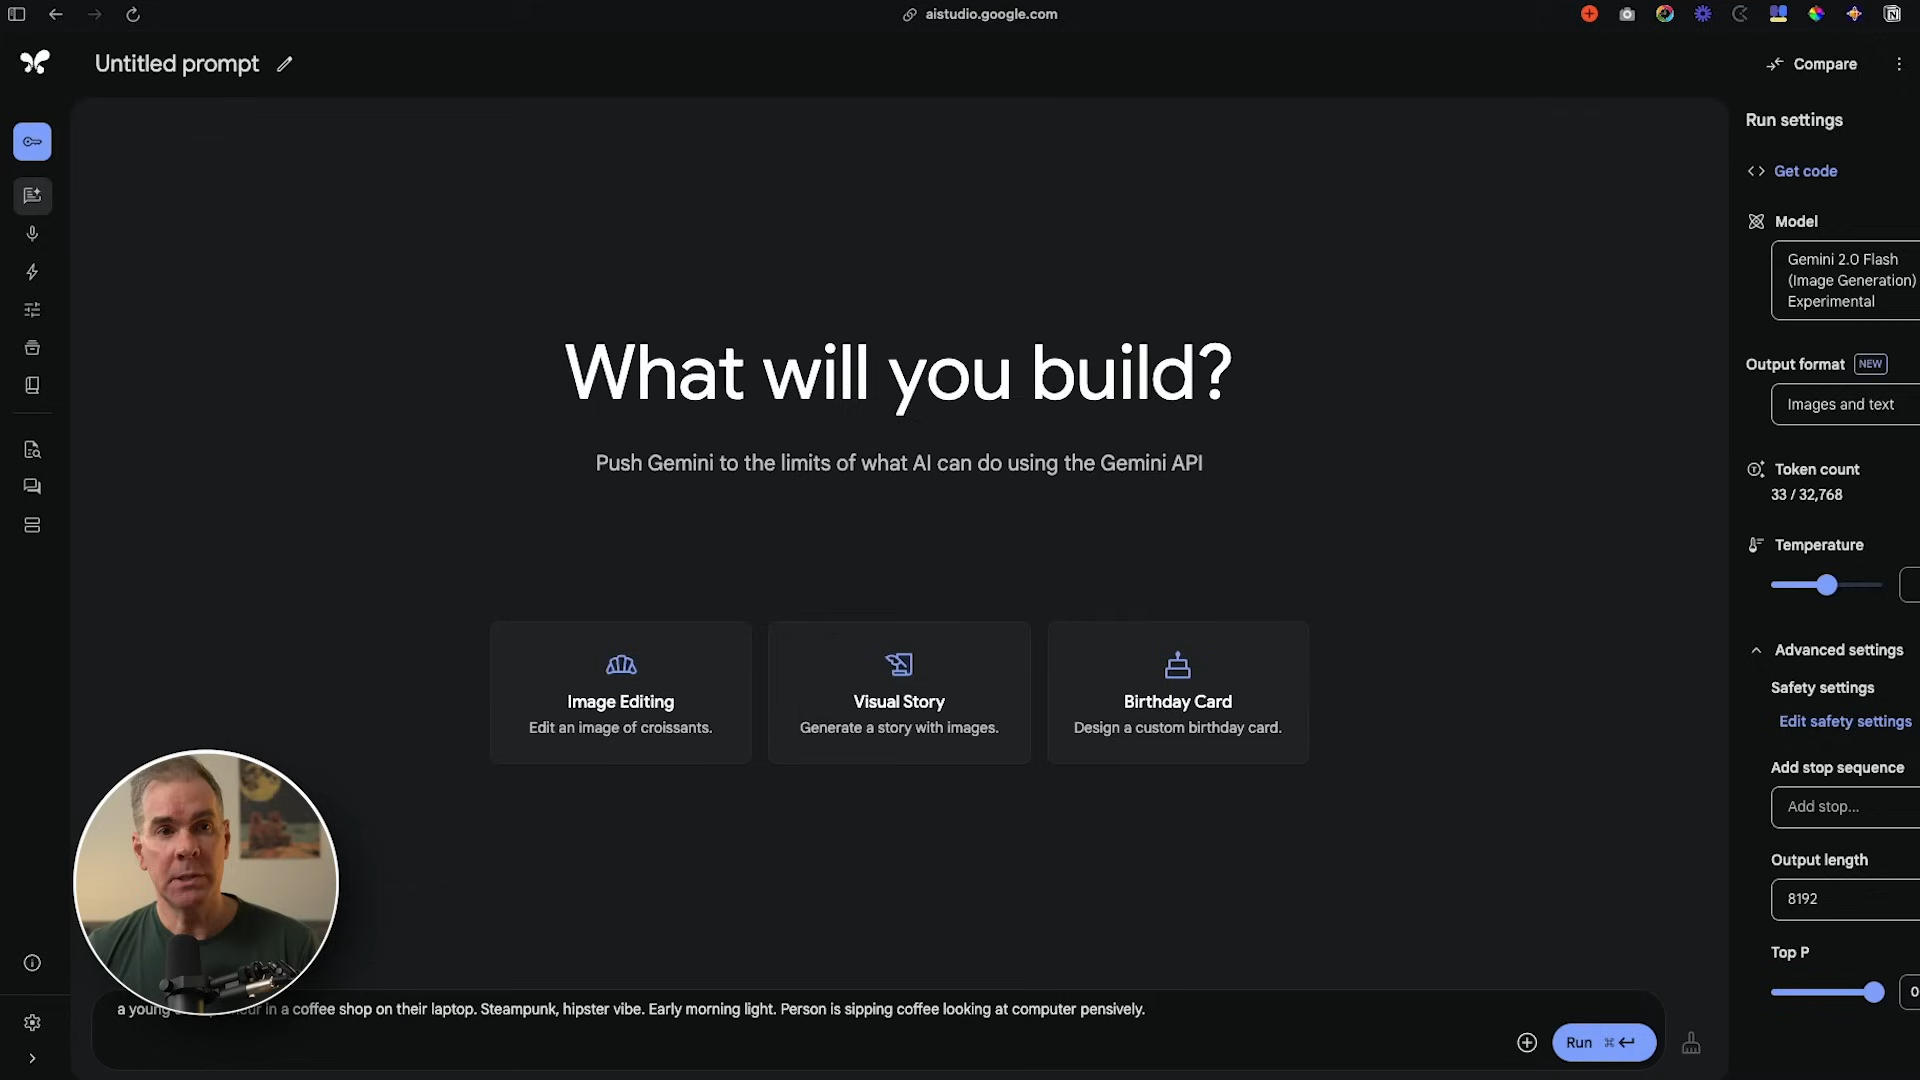 aistudio.google.com
Untitled prompt
Compare
Run settings
Get code
Model
Gemini 2.0 Flash
(Image Generation)
Experimental
Output format NEW
Images and text
Token count
33 / 32,768
Temperature
Advanced settings
Safety settings
Edit safety settings
Add stop sequence
Add stop...
Output length
8192
Top P
0
What will you build?
Push Gemini to the limits of what AI can do using the Gemini API
Image Editing
Edit an image of croissants.
Visual Story
Generate a story with images.
Birthday Card
Design a custom birthday card.
a young in a coffee shop on their laptop. Steampunk, hipster vibe. Early morning light. Person is sipping coffee looking at computer pensively.
Run ⌘